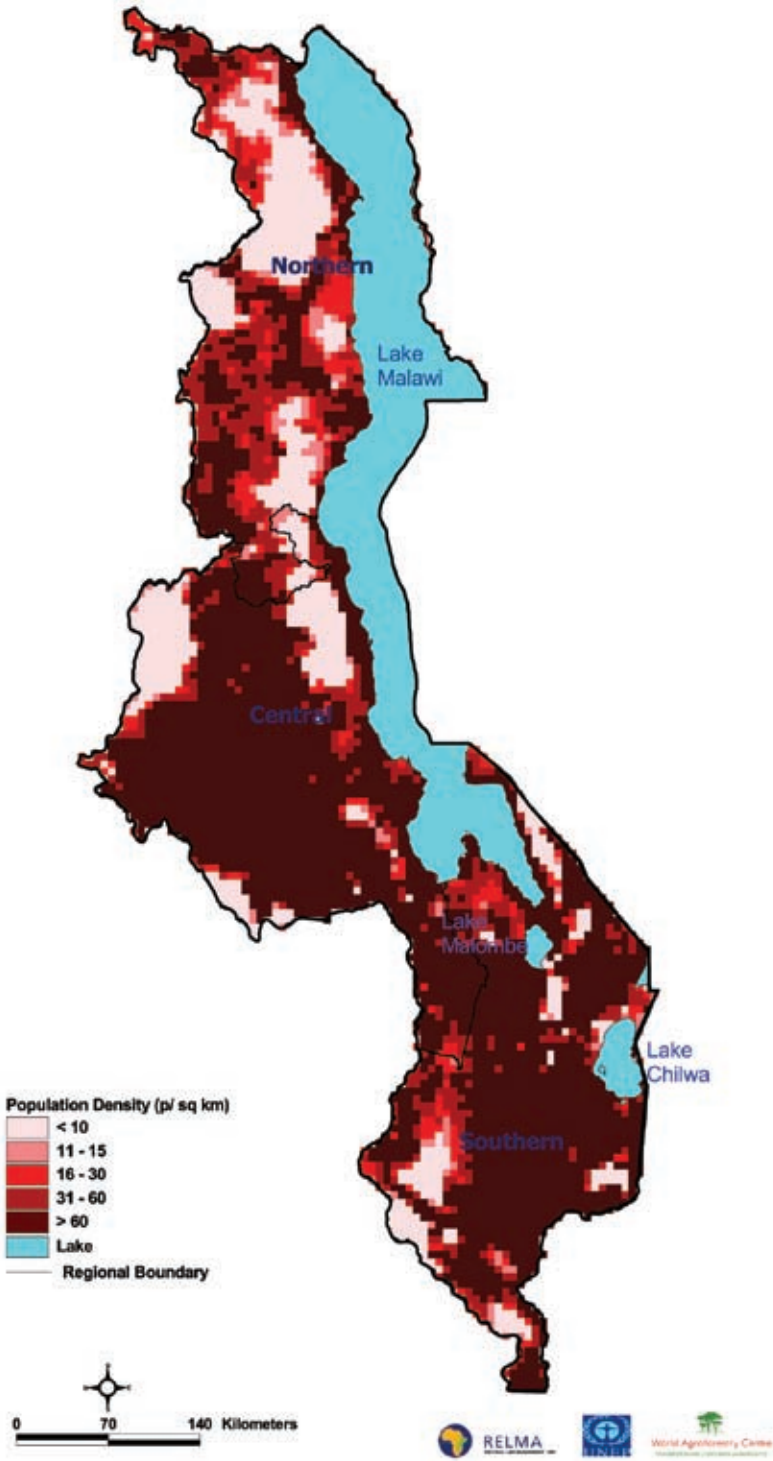 Northern
Lake
Malawi
Central
Lake
Malombe
Lake
Chilwa
Southern
Population Density (p/ sq km)
< 10
11 - 15
16 - 30
31 - 60
> 60
Lake
Regional Boundary
0 70 140 Kilometers
RELMA
UNEP
World Agroforestry Centre